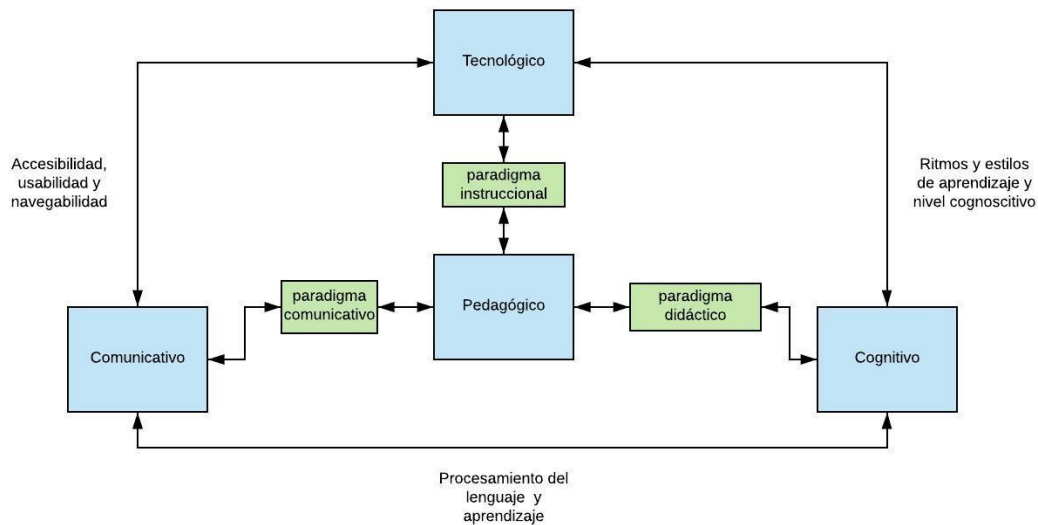 Tecnológico
Accesibilidad,
usabilidad y
navegabilidad
paradigma
instruccional
Ritmos y estilos
de aprendizaje y
nivel cognoscitivo
paradigma
comunicativo
Pedagógico
paradigma
didáctico
Comunicativo
Cognitivo
Procesamiento del
lenguaje y
aprendizaje